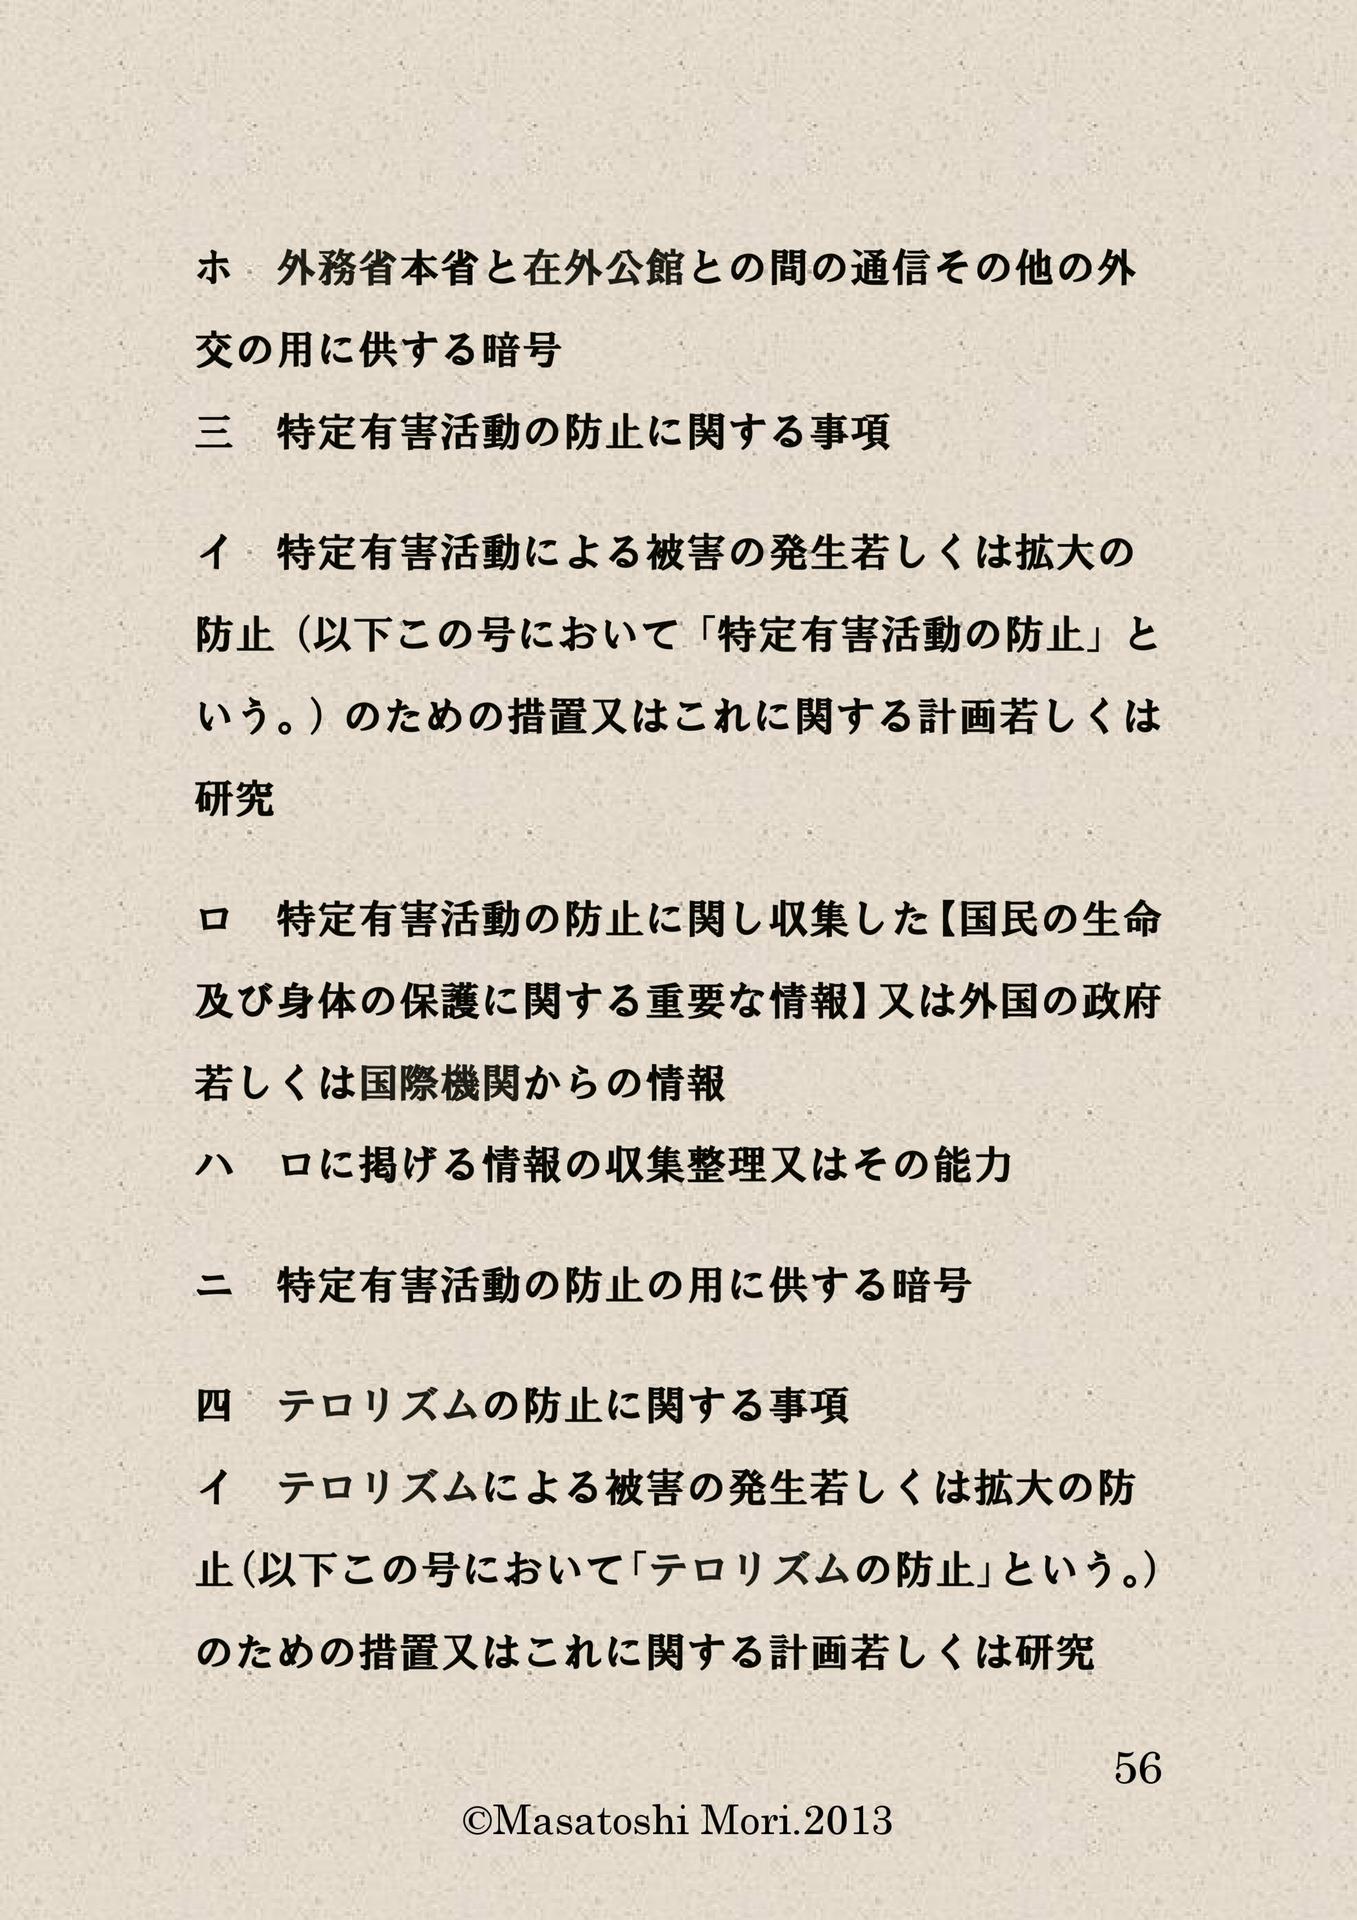 ホ　外務省本省と在外公館との間の通信その他の外
交の用に供する暗号
三　特定有害活動の防止に関する事項
イ　特定有害活動による被害の発生若しくは拡大の
防止（以下この号において「特定有害活動の防止」と
いう。）のための措置又はこれに関する計画若しくは
研究
ロ　特定有害活動の防止に関し収集した【国民の生命
及び身体の保護に関する重要な情報】又は外国の政府
若しくは国際機関からの情報
ハ　ロに掲げる情報の収集整理又はその能力
ニ　特定有害活動の防止の用に供する暗号
四　テロリズムの防止に関する事項
イ　テロリズムによる被害の発生若しくは拡大の防
止（以下この号において「テロリズムの防止」という。）
のための措置又はこれに関する計画若しくは研究
56
©Masatoshi Mori.2013